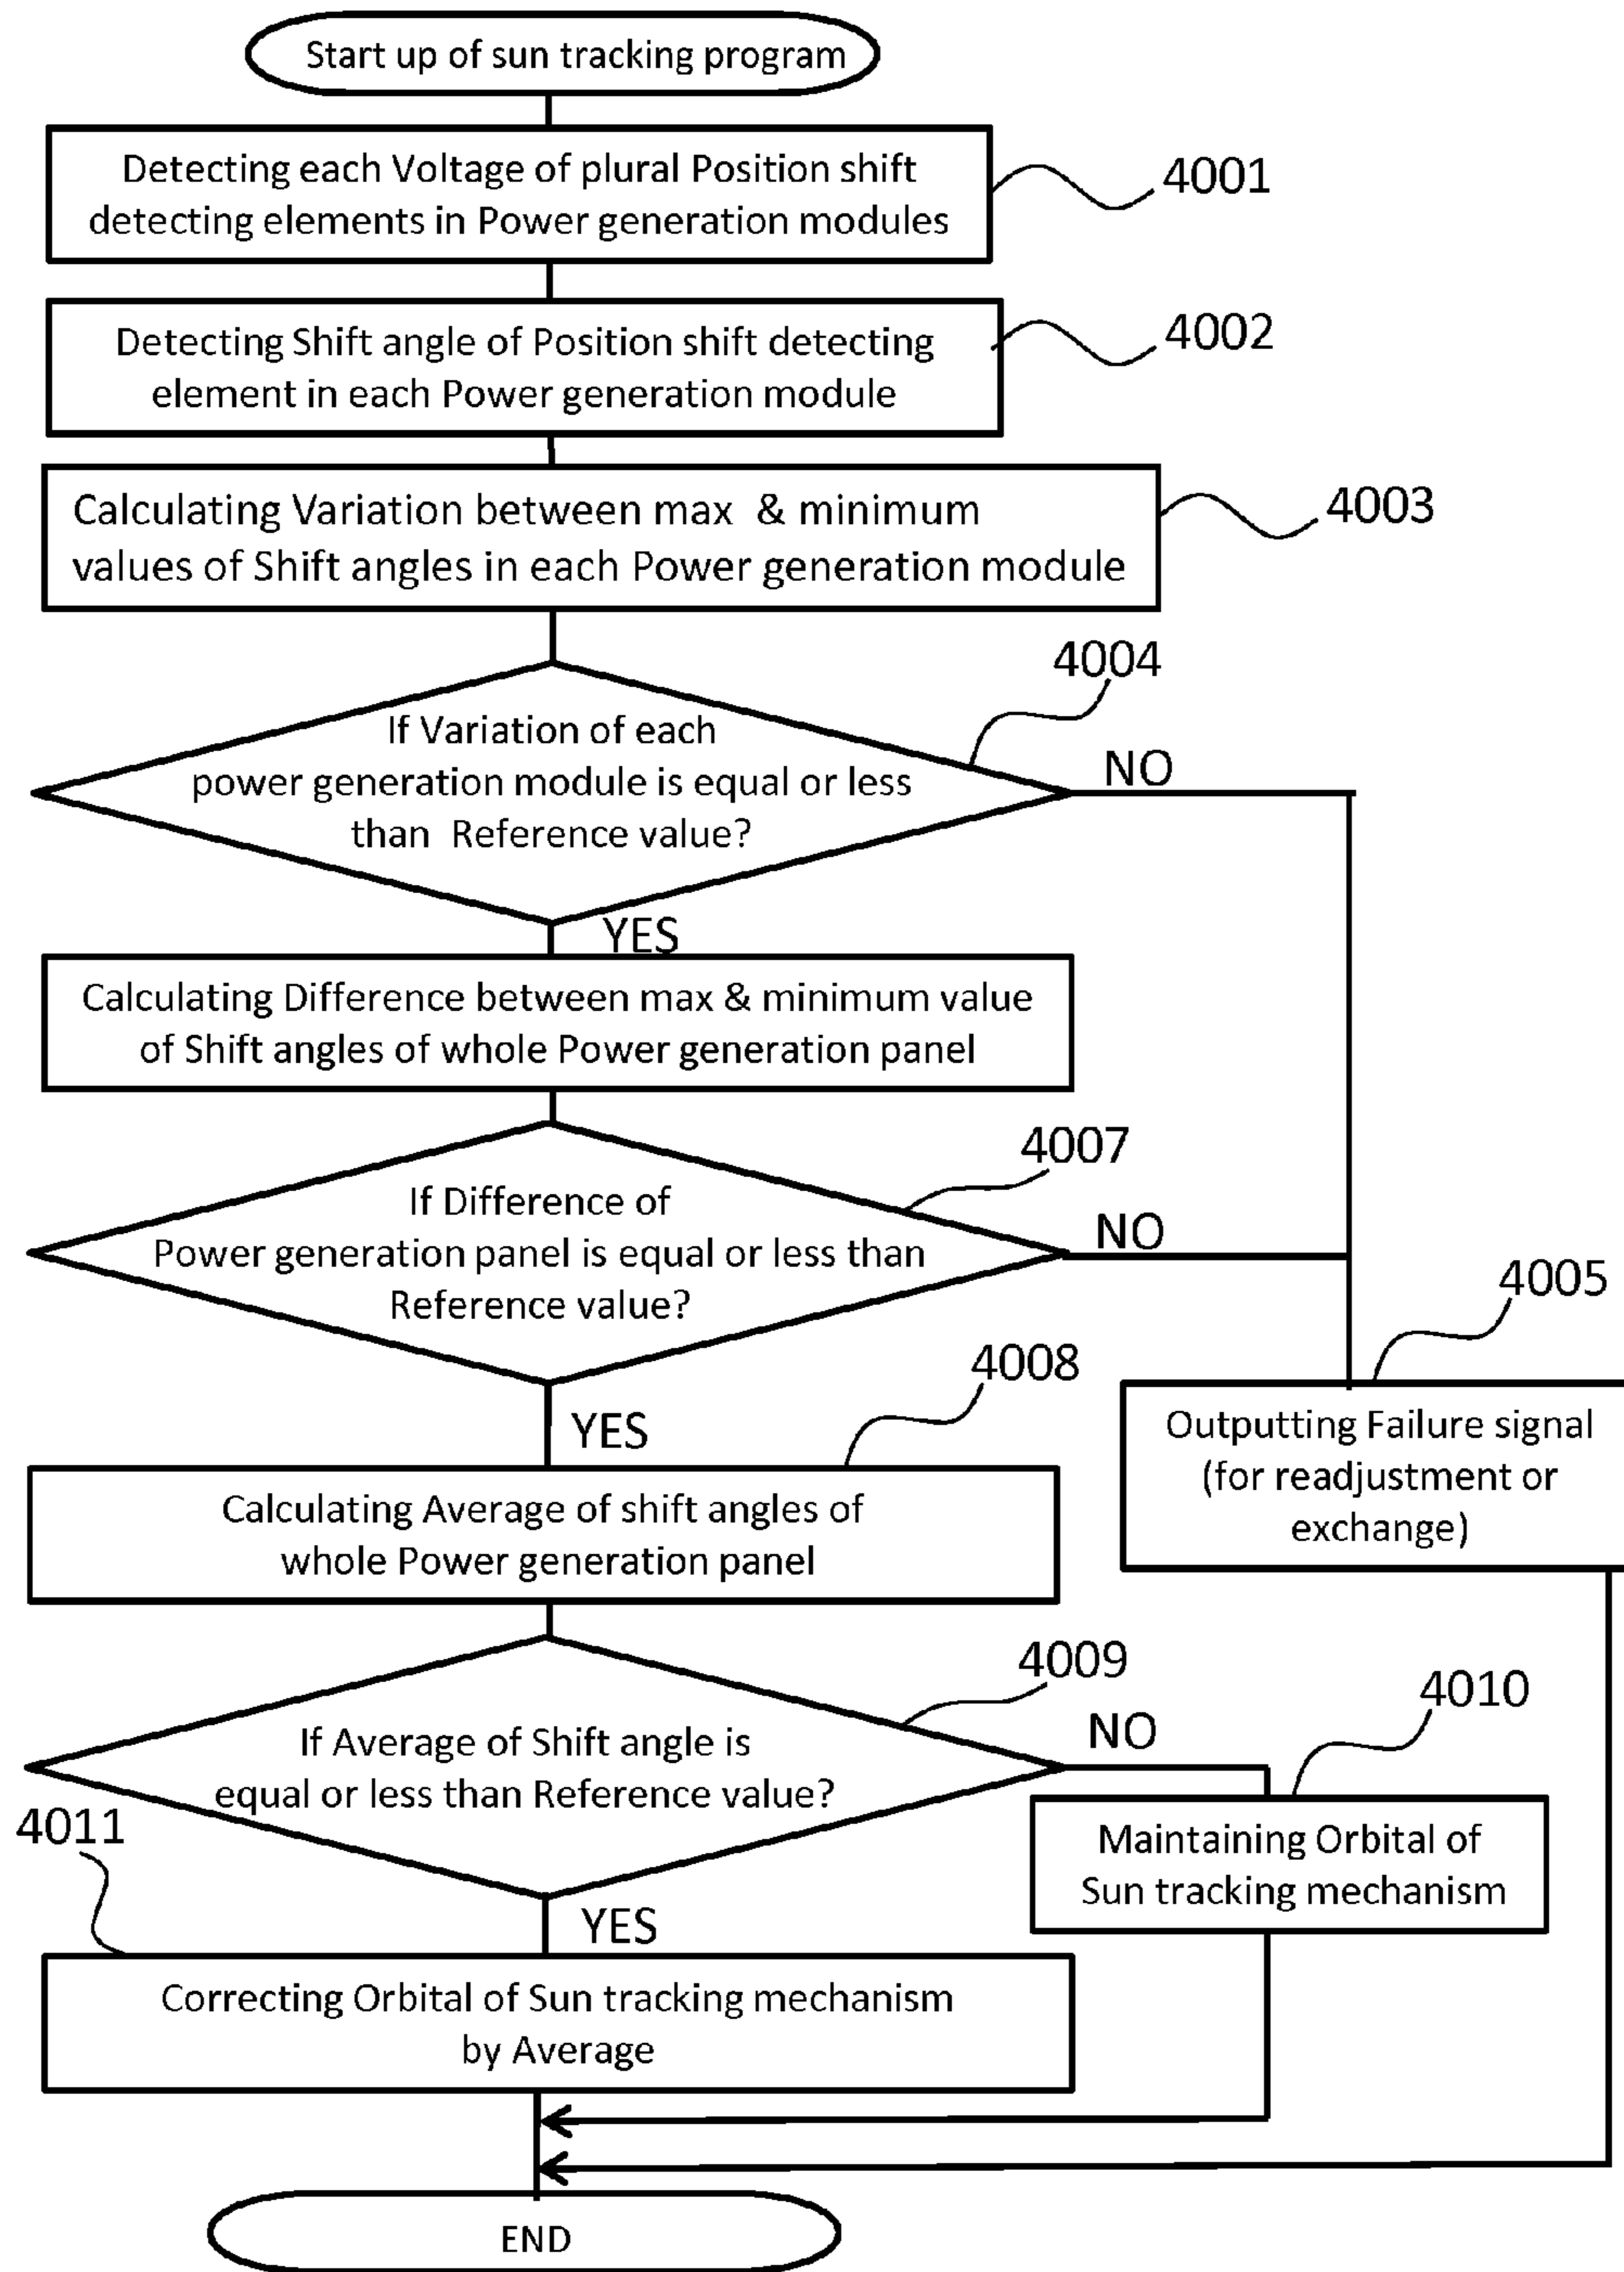 Start up of sun tracking program
Detecting each Voltage of plural Position shift
detecting elements in Power generation modules
4001
Detecting Shift angle of Position shift detecting
element in each Power generation module
4002
Calculating Variation between max & minimum
values of Shift angles in each Power generation module
4003
4004
If Variation of each
power generation module is equal or less
than Reference value?
NO
YES
Calculating Difference between max & minimum value
of Shift angles of whole Power generation panel
4007
If Difference of
Power generation panel is equal or less than
Reference value?
NO
4005
Outputting Failure signal
(for readjustment or
exchange)
YES
4008
Calculating Average of shift angles of
whole Power generation panel
4009
If Average of Shift angle is
equal or less than Reference value?
NO
4010
Maintaining Orbital of
Sun tracking mechanism
4011
YES
Correcting Orbital of Sun tracking mechanism
by Average
END